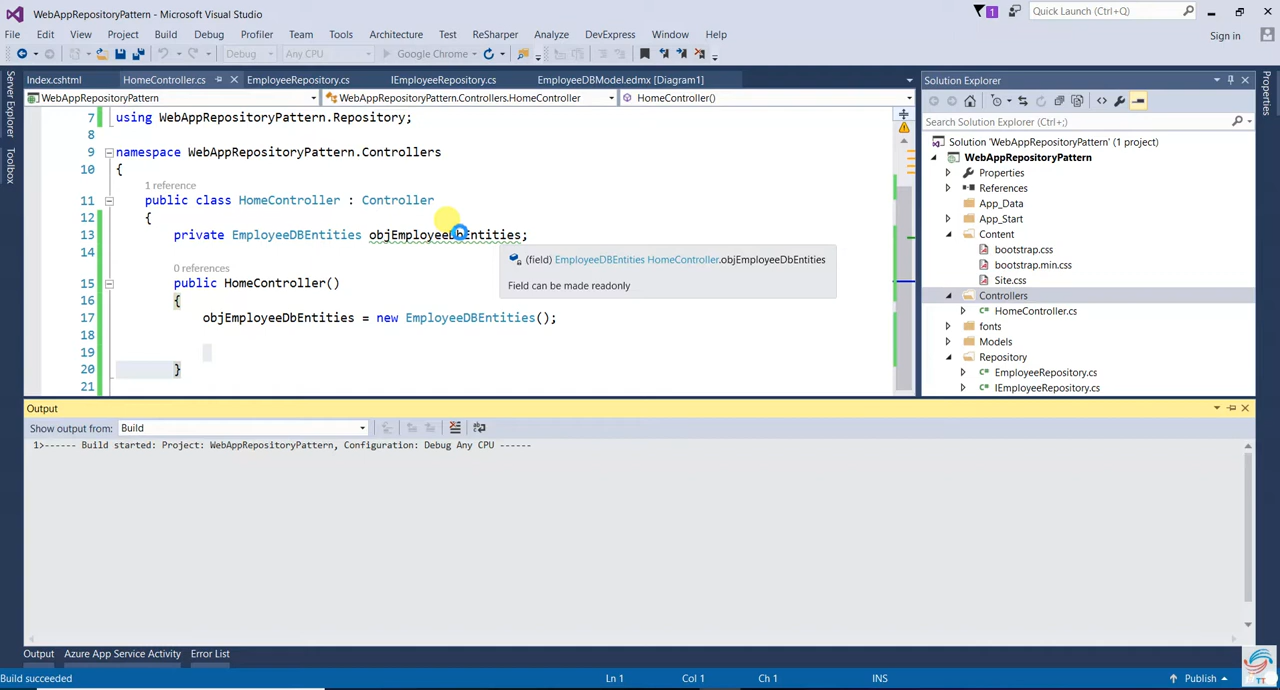 WebAppRepositoryPattern - Microsoft Visual Studio
1
Quick Launch (Ctrl+Q)
File Edit View Project Build Debug Profiler Team Tools Architecture Test ReSharper Analyze DevExpress Window Help
Sign in
Debug Any CPU Google Chrome
Server Explorer
Toolbox
Index.cshtml HomeController.cs EmployeeRepository.cs IEmployeeRepository.cs EmployeeDBModel.edmx [Diagram1]
WebAppRepositoryPattern WebAppRepositoryPattern.Controllers.HomeController HomeController()
7 using WebAppRepositoryPattern.Repository;
8
9 namespace WebAppRepositoryPattern.Controllers
10 {
1 reference
11 public class HomeController : Controller
12 {
13 private EmployeeDBEntities objEmployeeDbEntities;
14
(field) EmployeeDBEntities HomeController.objEmployeeDbEntities
Field can be made readonly
0 references
15 public HomeController()
16 {
17 objEmployeeDbEntities = new EmployeeDBEntities();
18
19
20 }
21
Solution Explorer
Search Solution Explorer (Ctrl+;)
Solution 'WebAppRepositoryPattern' (1 project)
WebAppRepositoryPattern
Properties
References
App_Data
App_Start
Content
bootstrap.css
bootstrap.min.css
Site.css
Controllers
HomeController.cs
fonts
Models
Repository
EmployeeRepository.cs
IEmployeeRepository.cs
Properties
Output
Show output from: Build
1>------ Build started: Project: WebAppRepositoryPattern, Configuration: Debug Any CPU ------
Output Azure App Service Activity Error List
Build succeeded Ln 1 Col 1 Ch 1 INS Publish